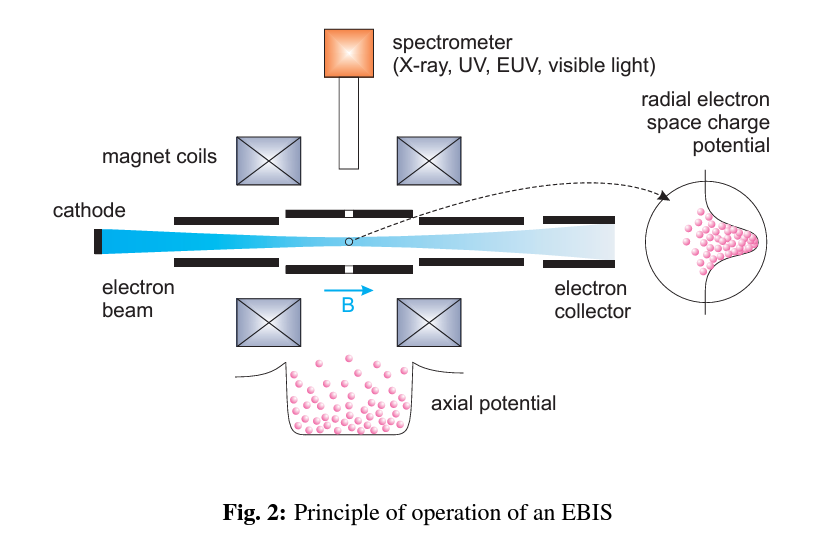 spectrometer
(X-ray, UV, EUV, visible light)
radial electron
space charge
potential
magnet coils
cathode
electron
beam
B
electron
collector
axial potential
Fig. 2: Principle of operation of an EBIS